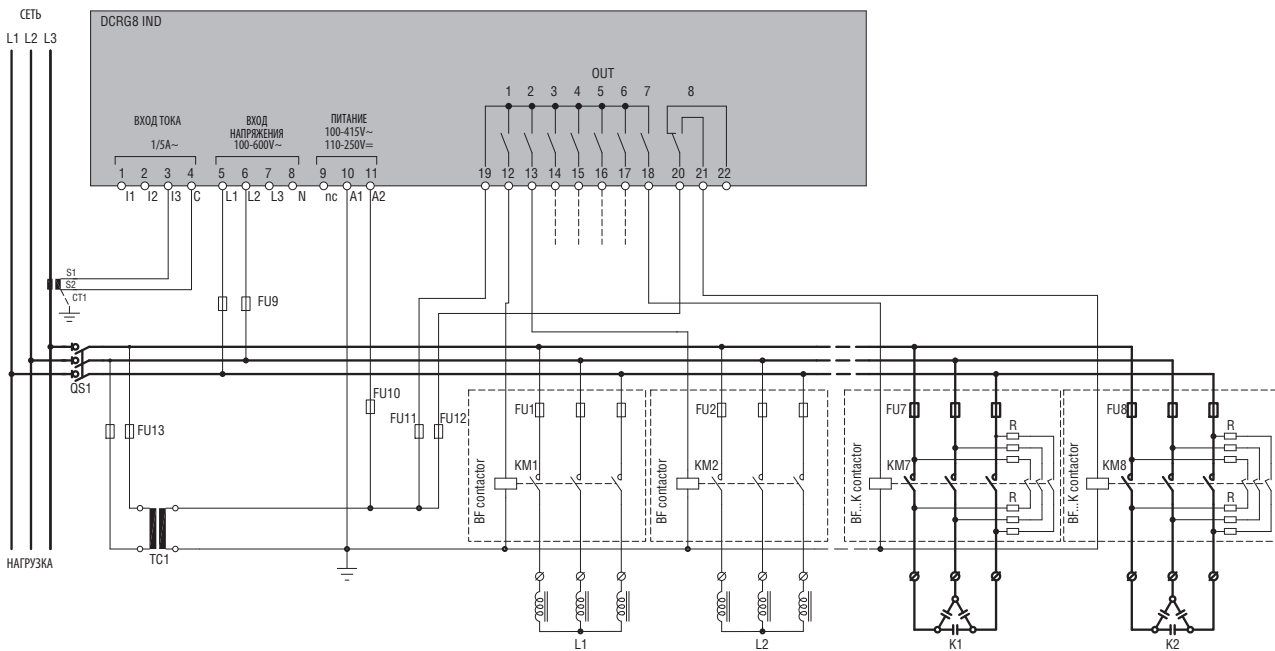 СЕТЬ
L1 L2 L3
DCRG8 IND
OUT
1 2 3 4 5 6 7 8
ВХОД ТОКА
1/5A~
ВХОД
НАПРЯЖЕНИЯ
100-600V~
ПИТАНИЕ
100-415V~
110-250V=
1 2 3 4 5 6 7 8 9 10 11 19 12 13 14 15 16 17 18 20 21 22
I1 I2 I3 C L1 L2 L3 N nc A1 A2
S1
S2
CT1
FU9
QS1
FU10
FU11 FU12
FU13
FU1
FU2
FU7
FU8
R
R
KM1
KM2
KM7
KM8
BF contactor
BF contactor
BF...K contactor
BF...K contactor
R
R
TC1
НАГРУЗКА
L1
L2
K1
K2